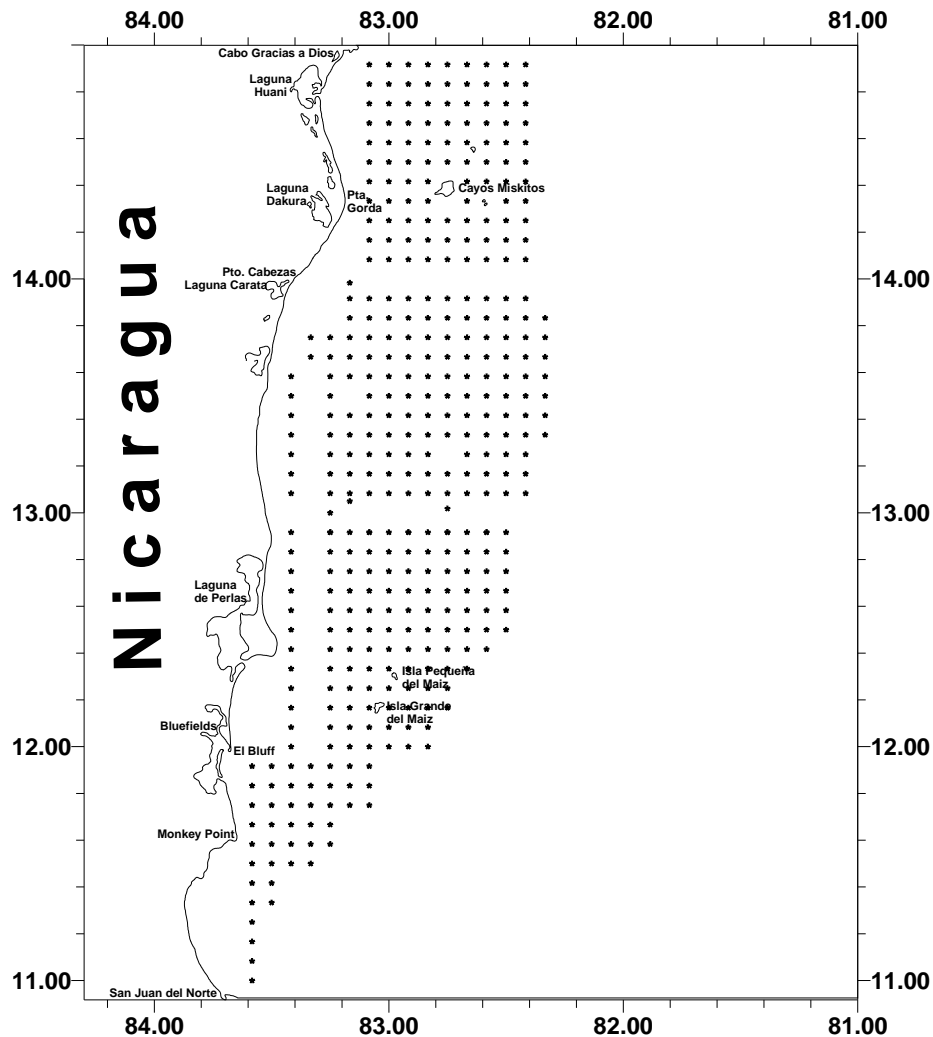 84.00 83.00 82.00 81.00
Cabo Gracias a Dios
Laguna
Huani
Laguna
Dakura
Pta.
Gorda
Cayos Miskitos
14.00 14.00
Pto. Cabezas
Laguna Carata
Nicaragua
13.00 13.00
Laguna
de Perlas
Isla Pequeña
del Maiz
Isla Grande
del Maiz
Bluefields
12.00 12.00
El Bluff
Monkey Point
11.00 11.00
San Juan del Norte
84.00 83.00 82.00 81.00